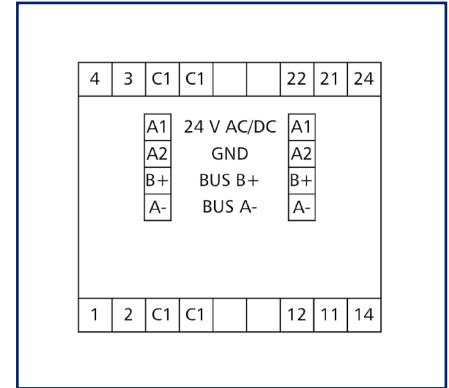 4 3 C1 C1 22 21 24
A1 24 V AC/DC A1
A2 GND A2
B+ BUS B+ B+
A- BUS A- A-
1 2 C1 C1 12 11 14